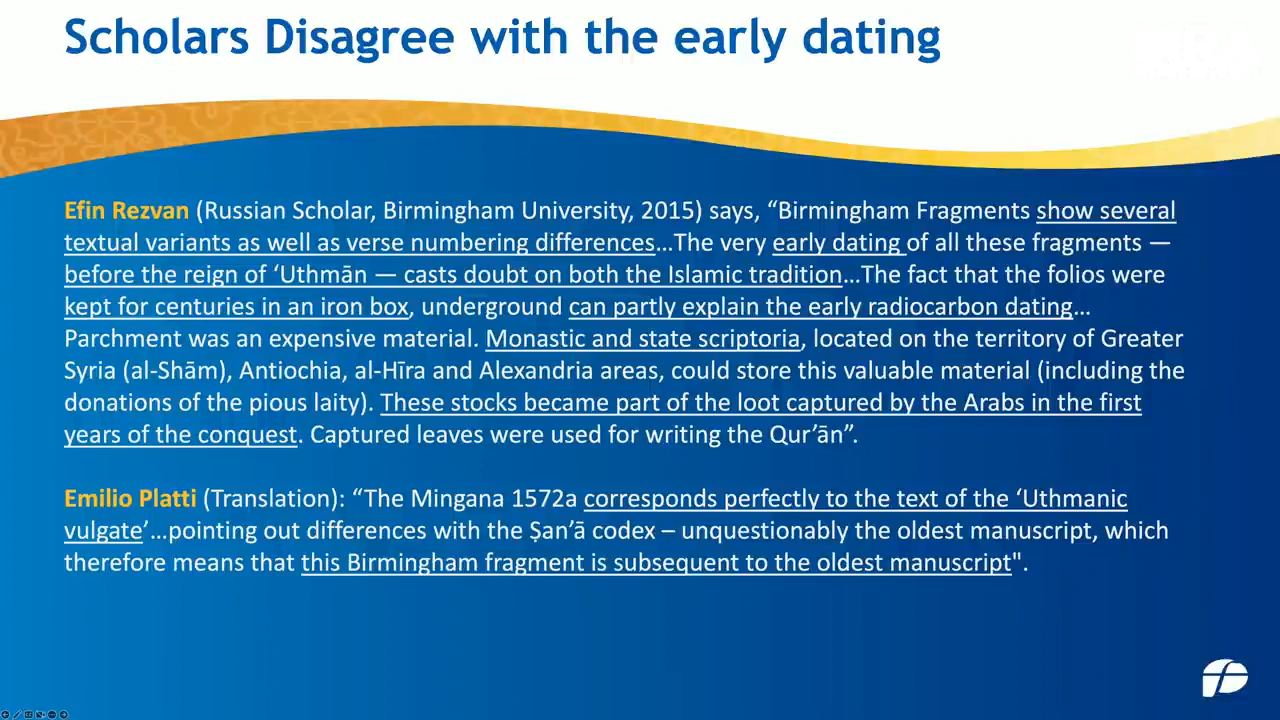 Scholars Disagree with the early dating
Efin Rezvan (Russian Scholar, Birmingham University, 2015) says, “Birmingham Fragments show several
textual variants as well as verse numbering differences…The very early dating of all these fragments —
before the reign of ‘Uthmān — casts doubt on both the Islamic tradition…The fact that the folios were
kept for centuries in an iron box, underground can partly explain the early radiocarbon dating…
Parchment was an expensive material. Monastic and state scriptoria, located on the territory of Greater
Syria (al-Shām), Antiochia, al-Hīra and Alexandria areas, could store this valuable material (including the
donations of the pious laity). These stocks became part of the loot captured by the Arabs in the first
years of the conquest. Captured leaves were used for writing the Qur’ān”.
Emilio Platti (Translation): “The Mingana 1572a corresponds perfectly to the text of the ‘Uthmanic
vulgate’…pointing out differences with the Ṣan’ā codex – unquestionably the oldest manuscript, which
therefore means that this Birmingham fragment is subsequent to the oldest manuscript".